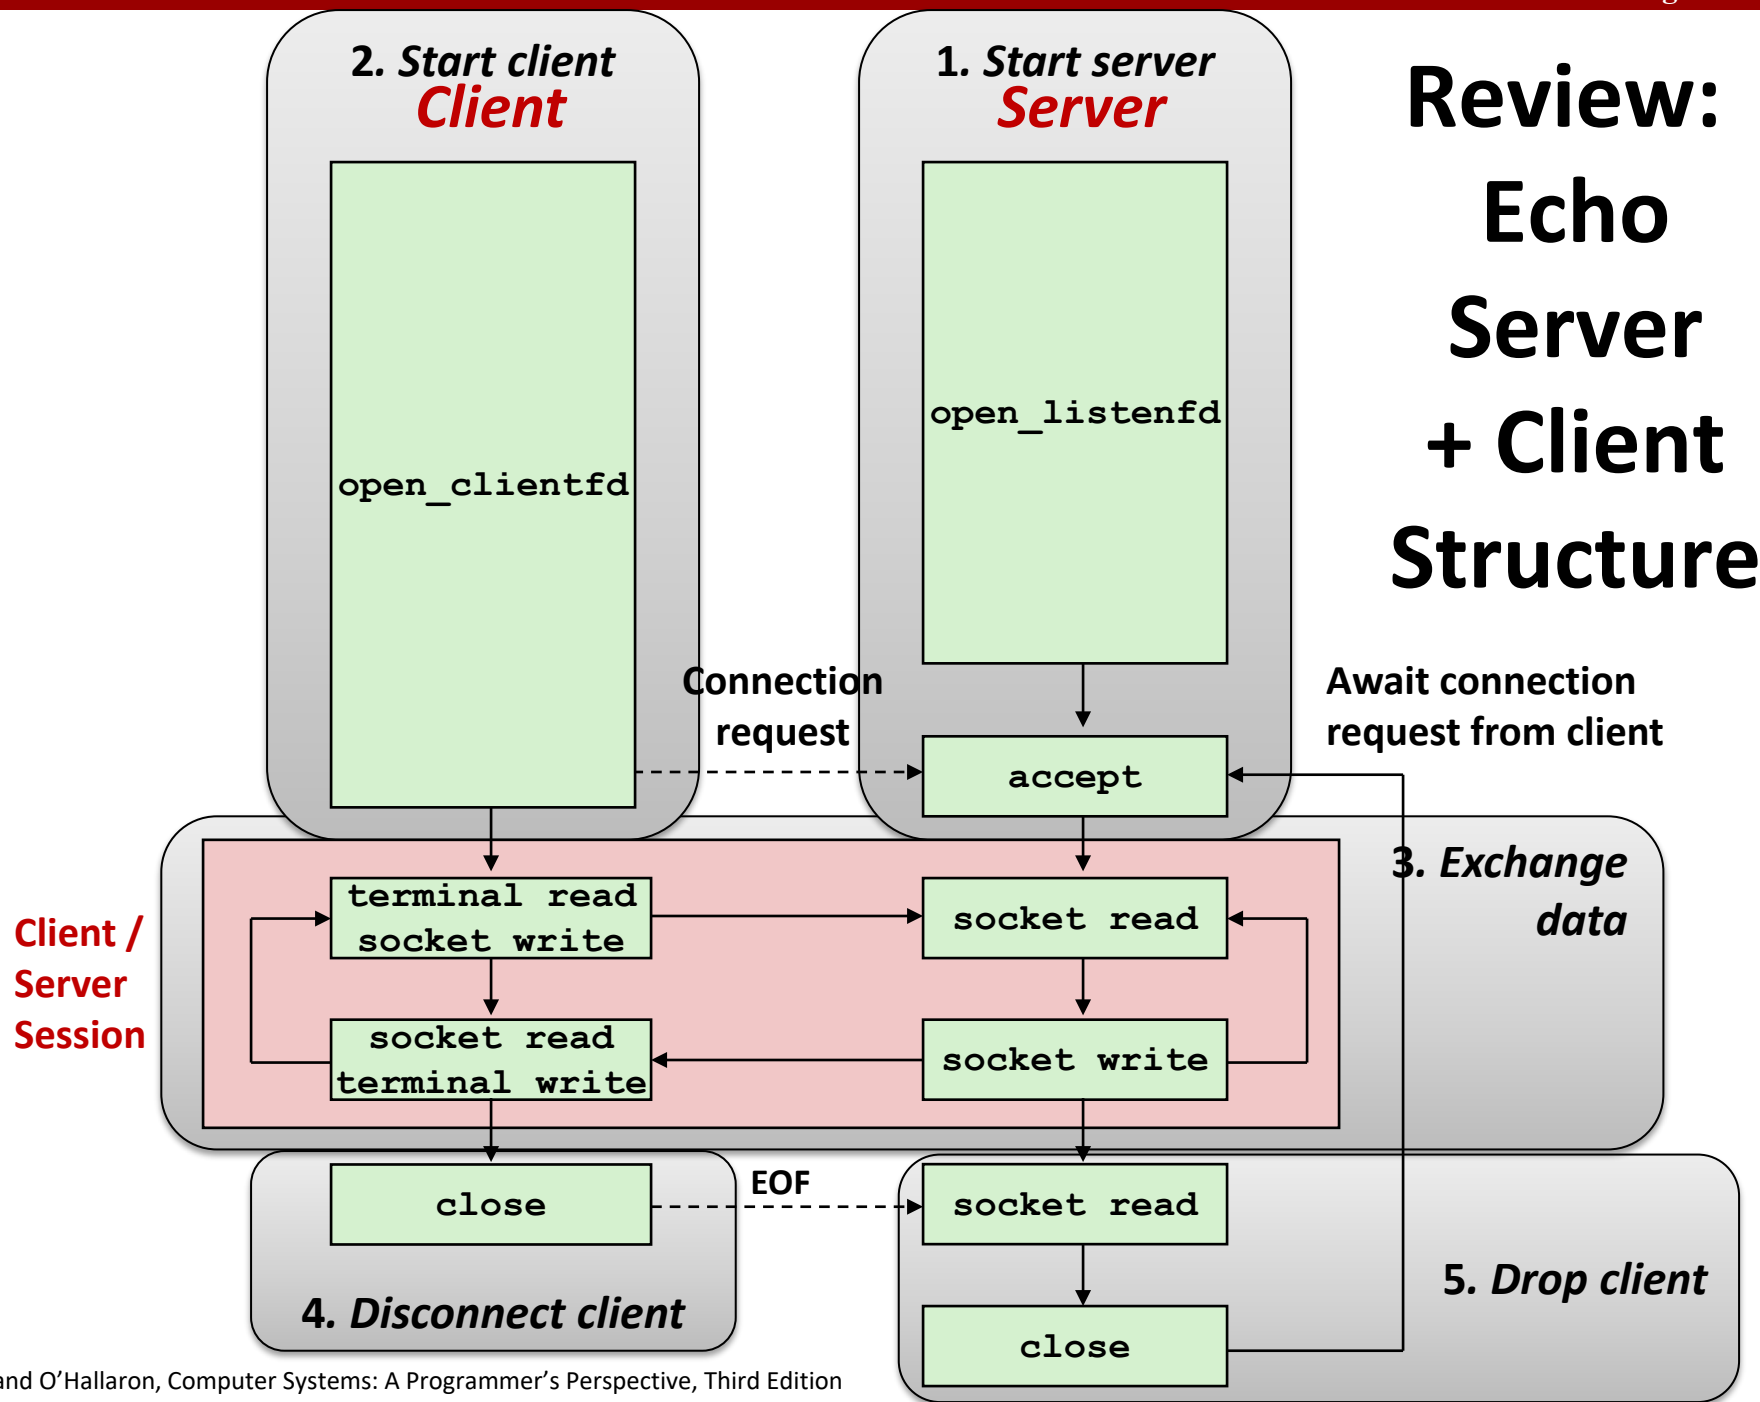 2. Start client
Client
1. Start server
Server
Review:
Echo
Server
+ Client
Structure
open_clientfd
open_listenfd
Connection
request
Await connection
request from client
accept
3. Exchange
data
Client /
Server
Session
terminal read
socket write
socket read
socket read
terminal write
socket write
close
EOF
socket read
4. Disconnect client
5. Drop client
close
and O'Hallaron, Computer Systems: A Programmer's Perspective, Third Edition